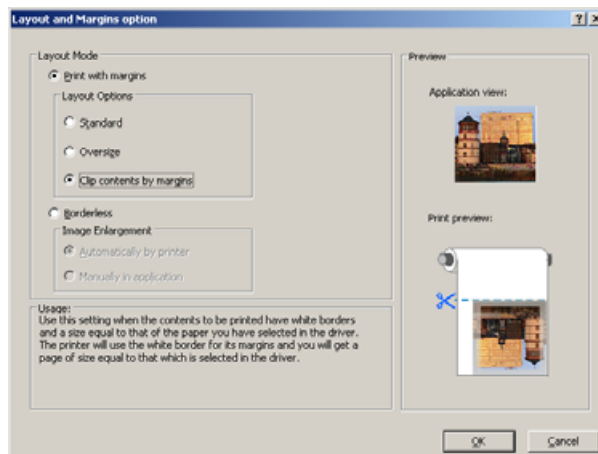 Layout and Margins option
Layout Mode
Print with margins
Layout Options
Standard
Oversize
Clip contents by margins
Borderless
Image Enlargement
Automatically by printer
Manually in application
Usage:
Use this setting when the contents to be printed have white borders
and a size equal to that of the paper you have selected in the driver.
The printer will use the white border for its margins and you will get a
page of size equal to that which is selected in the driver.
Preview
Application view:
Print preview:
OK
Cancel